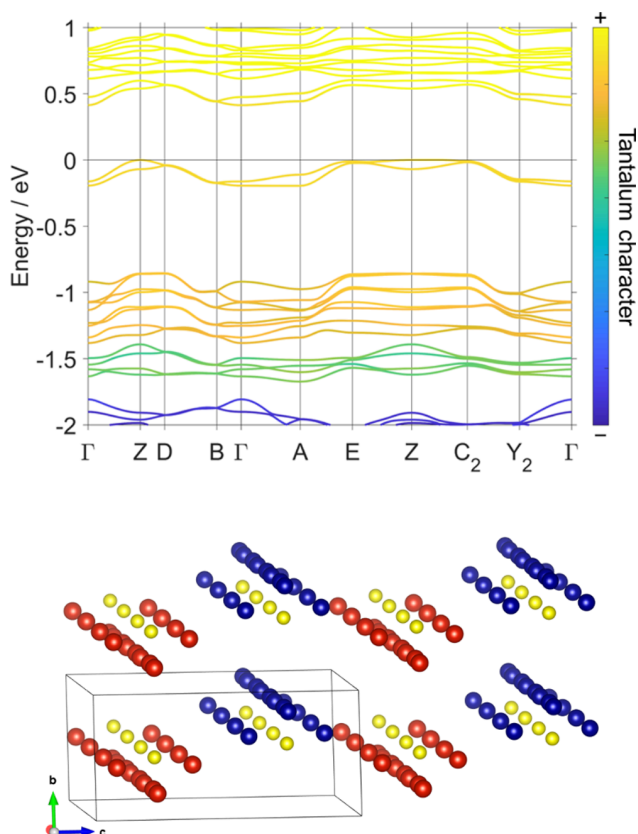 1
0.5
0
-0.5
-1
-1.5
-2
Energy / eV
Γ Z D B Γ A E Z C₂ Y₂ Γ
+
Tantalum character
−
b
c